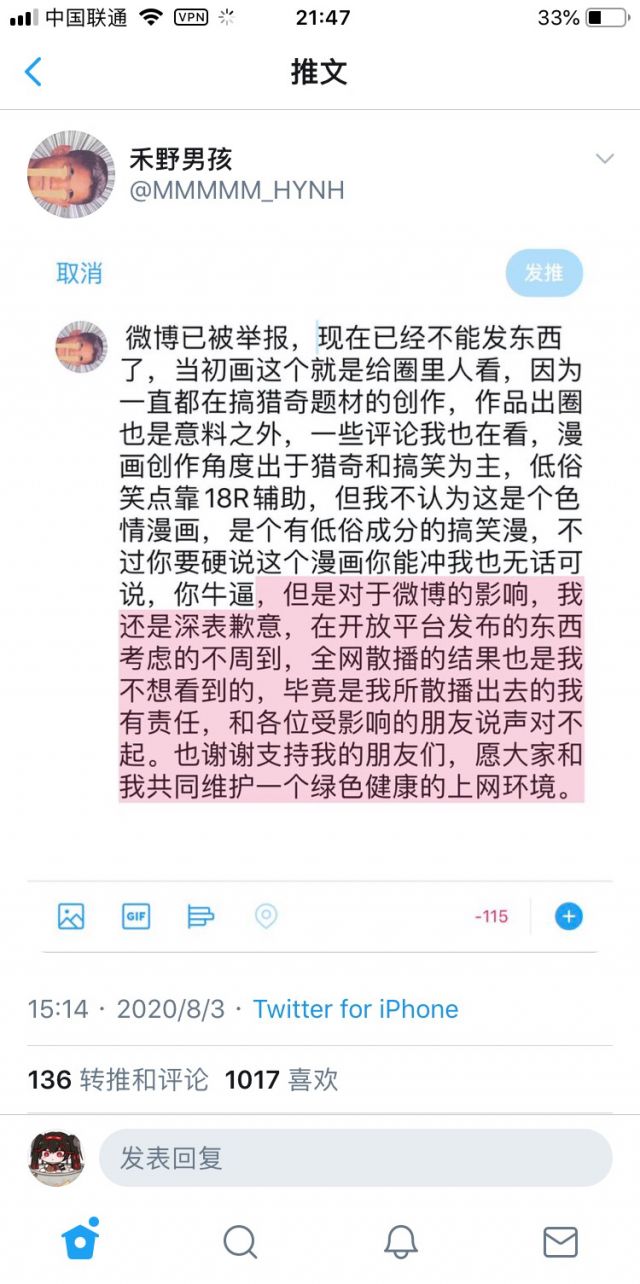 中国联通 VPN 21:47 33%
推文
禾野男孩
@MMMMM_HYNH
取消 发推
微博已被举报，现在已经不能发东西
了，当初画这个就是给圈里人看，因为
一直都在搞猎奇题材的创作，作品出圈
也是意料之外，一些评论我也在看，漫
画创作角度出于猎奇和搞笑为主，低俗
笑点靠18R辅助，但我不认为这是个色
情漫画，是个有低俗成分的搞笑漫，不
过你要硬说这个漫画你能冲我也无话可
说，你牛逼，但是对于微博的影响，我
还是深表歉意，在开放平台发布的东西
考虑的不周到，全网散播的结果也是我
不想看到的，毕竟是我所散播出去的我
有责任，和各位受影响的朋友说声对不
起。也谢谢支持我的朋友们，愿大家和
我共同维护一个绿色健康的上网环境。
GIF -115
15:14 · 2020/8/3 · Twitter for iPhone
136 转推和评论 1017 喜欢
发表回复